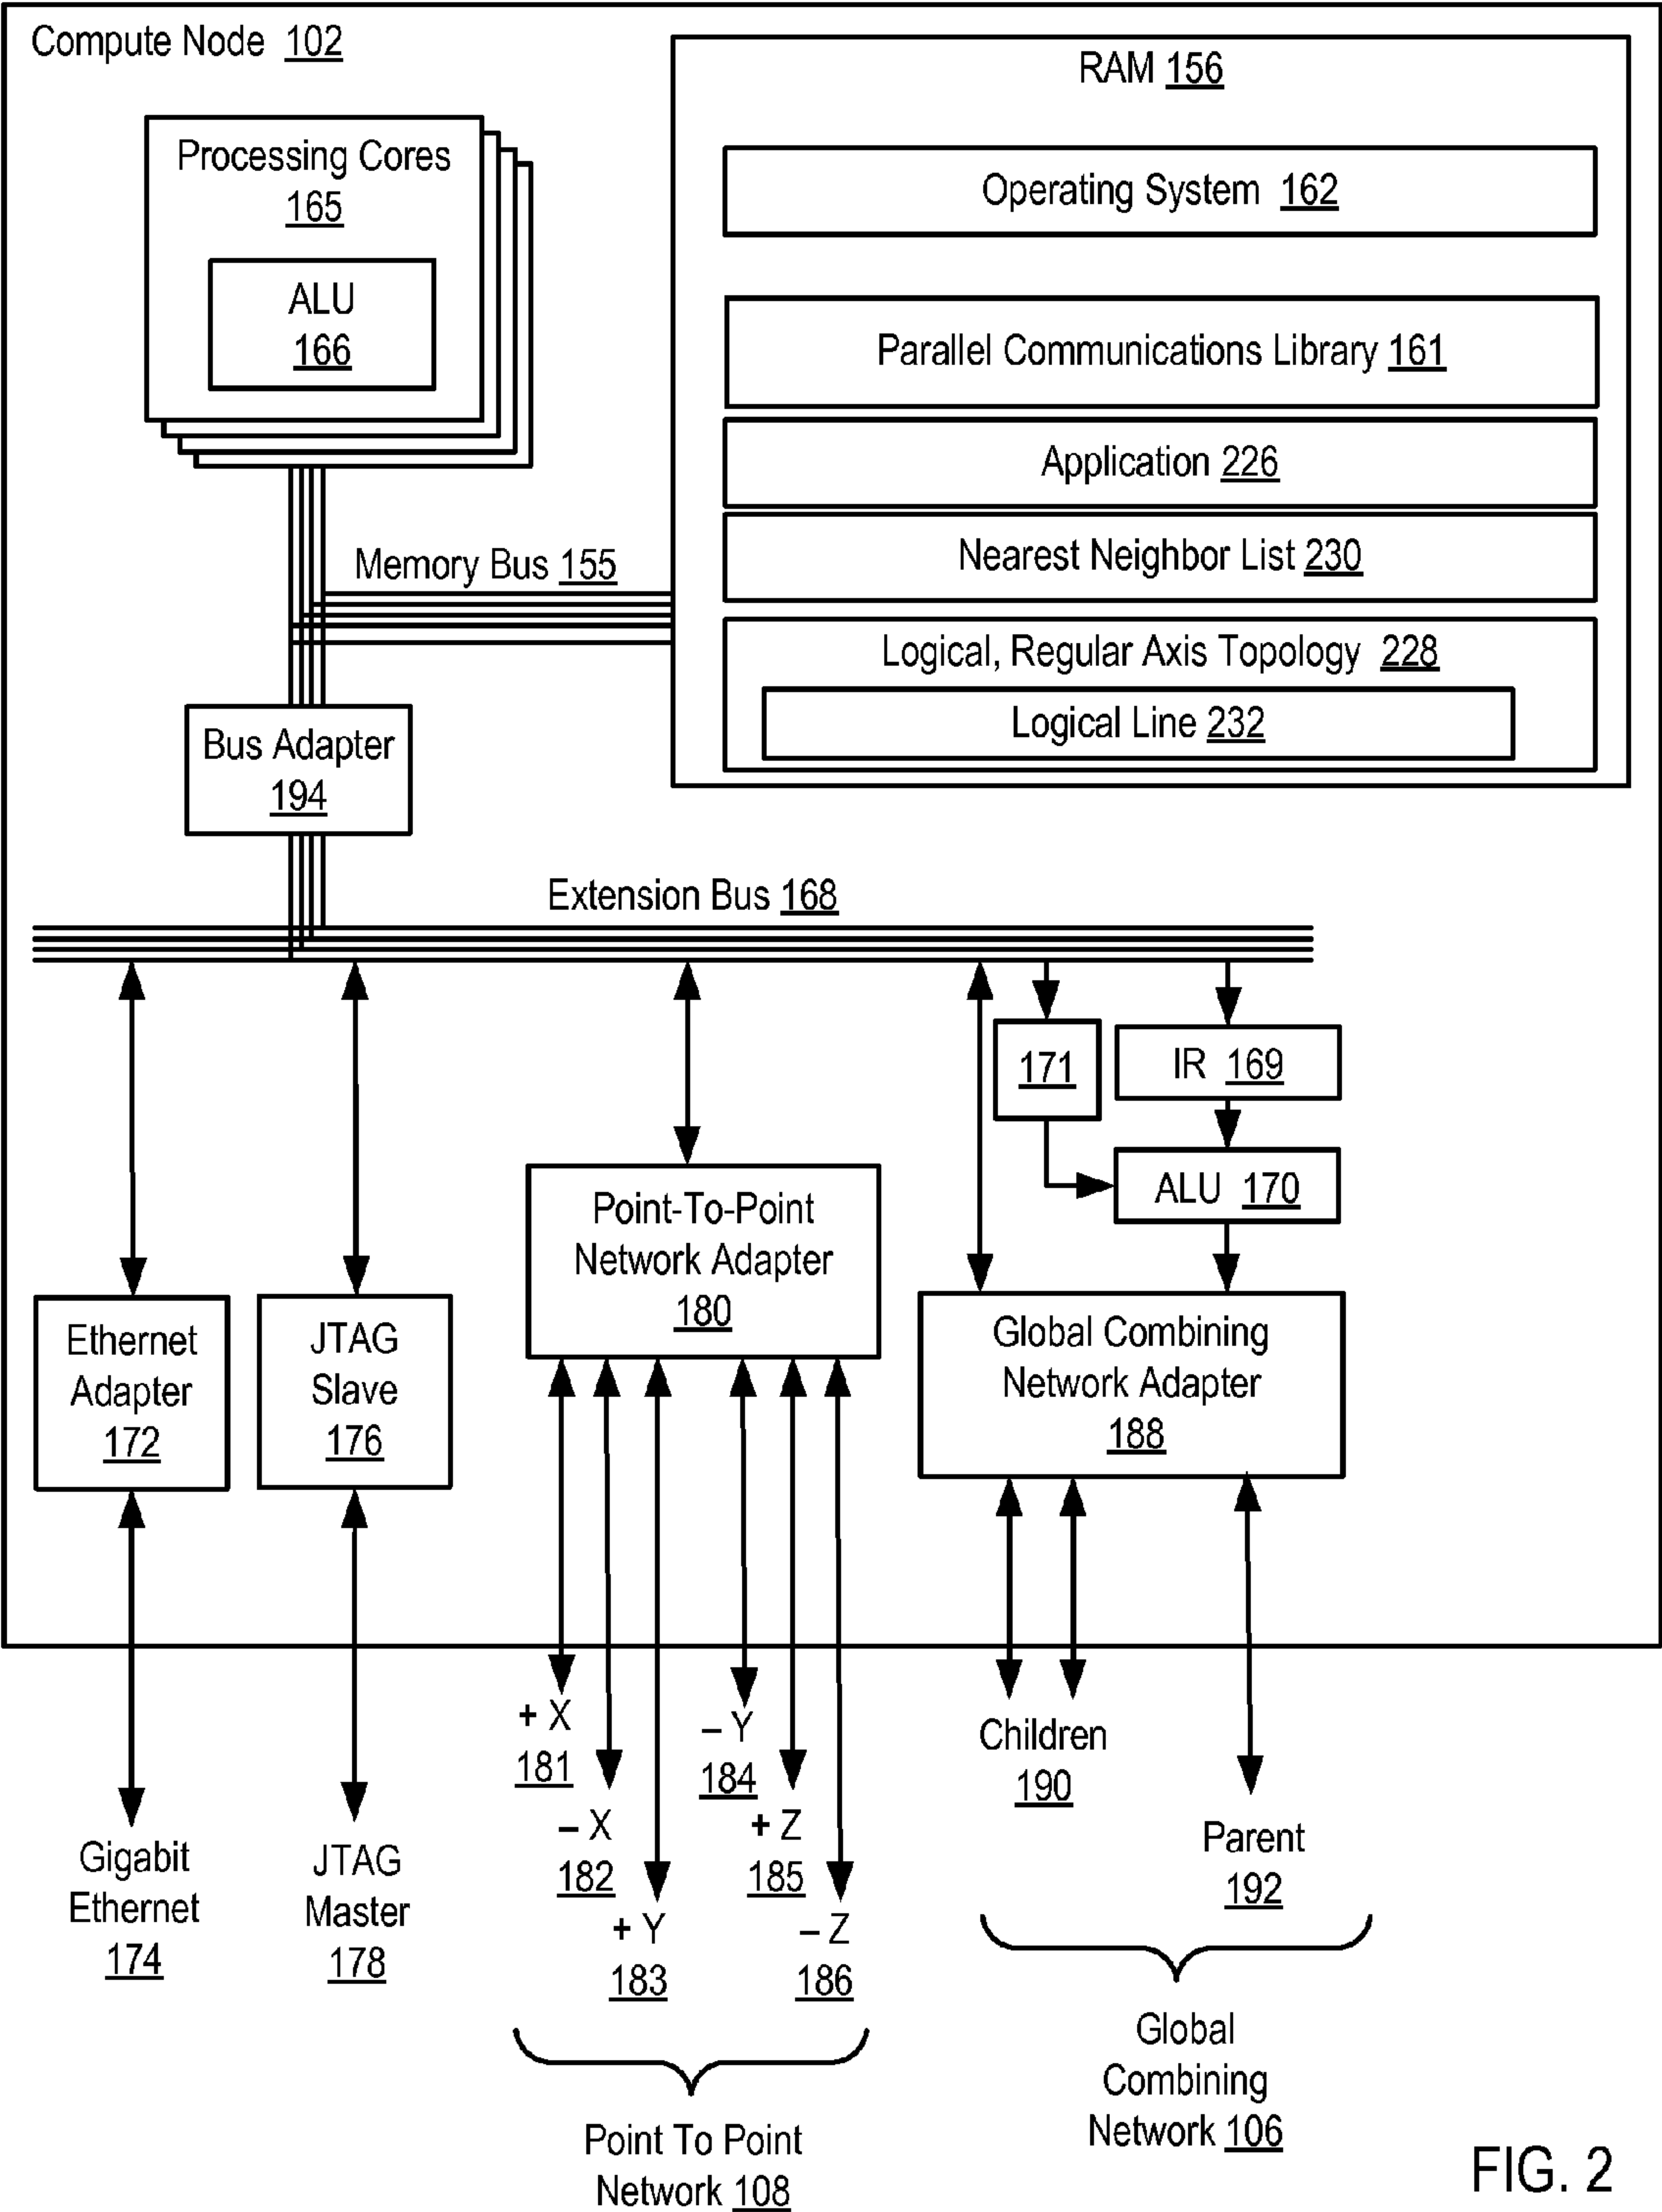 Compute Node 102
RAM 156
Processing Cores
165
ALU
166
Operating System 162
Parallel Communications Library 161
Application 226
Nearest Neighbor List 230
Logical, Regular Axis Topology 228
Logical Line 232
Memory Bus 155
Bus Adapter
194
Extension Bus 168
171
IR 169
ALU 170
Ethernet
Adapter
172
JTAG
Slave
176
Point-To-Point
Network Adapter
180
Global Combining
Network Adapter
188
Gigabit
Ethernet
174
JTAG
Master
178
+ X
181
– X
182
+ Y
183
– Y
184
+ Z
185
– Z
186
Children
190
Parent
192
Point To Point
Network 108
Global
Combining
Network 106
FIG. 2